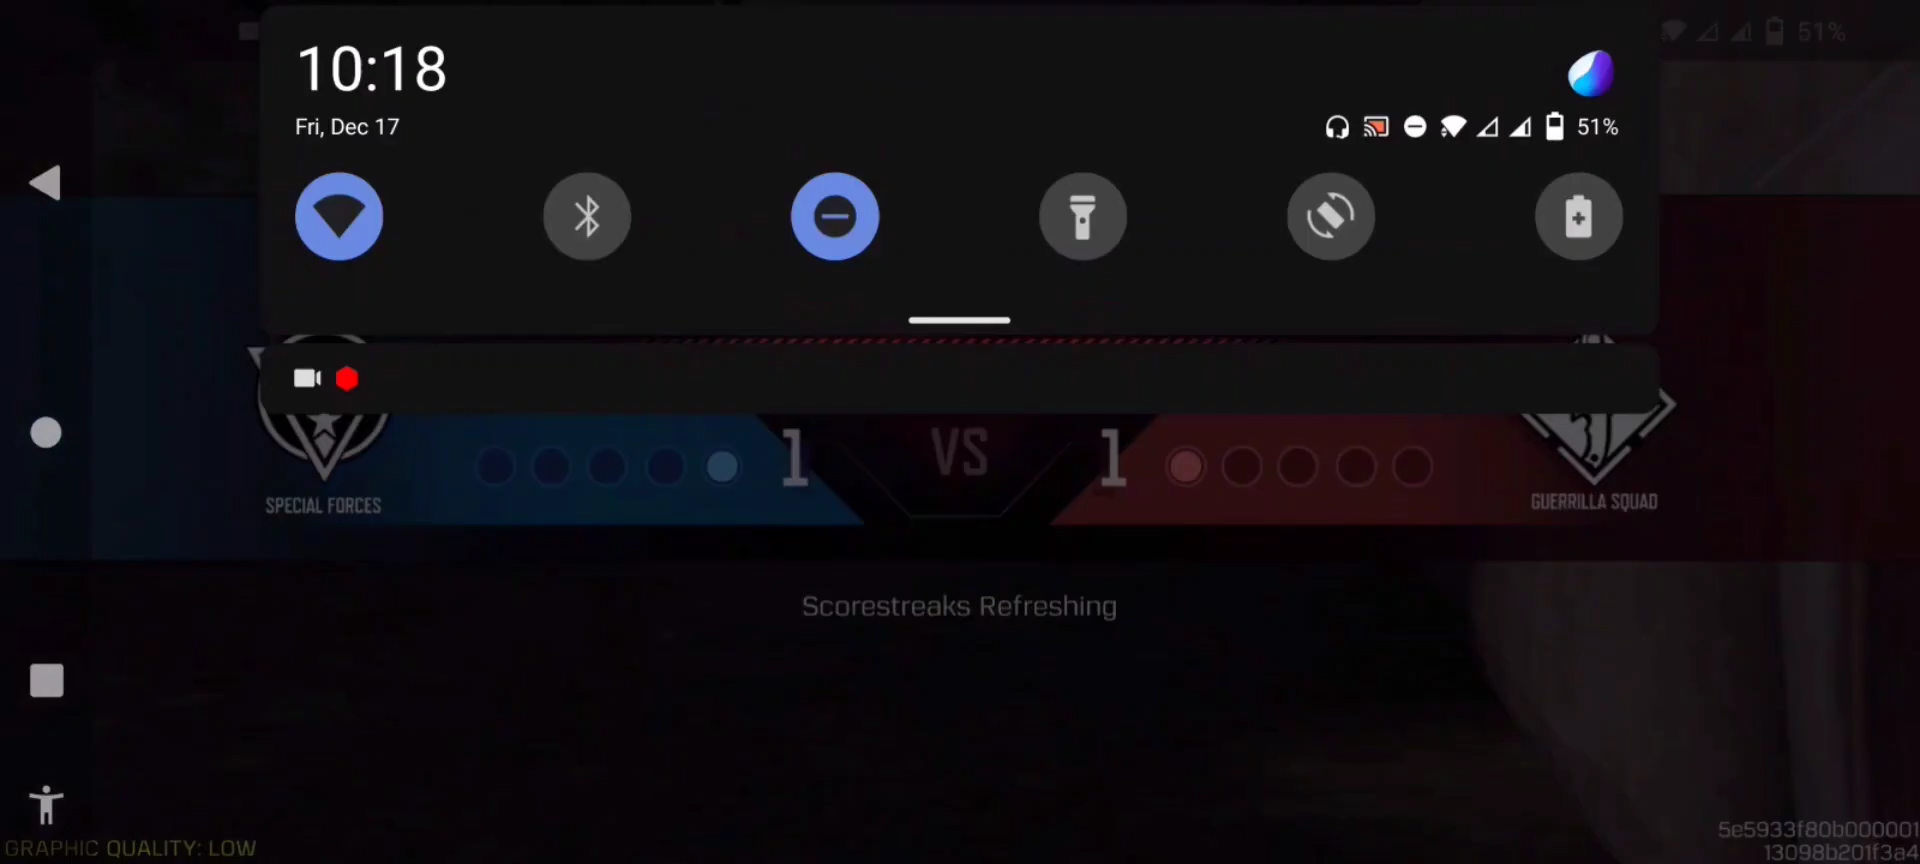 10:18
51%
Fri, Dec 17
51%
1 VS 1
SPECIAL FORCES
GUERRILLA SQUAD
Scorestreaks Refreshing
5e5933f80b000001
13098b201f3a4
GRAPHIC QUALITY: LOW